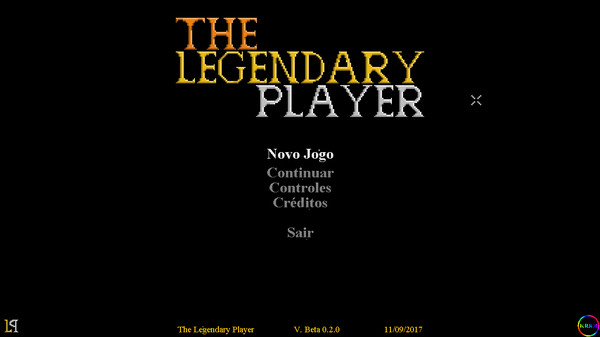 THE
LEGENDARY
PLAYER
Novo Jogo
Continuar
Controles
Créditos
Sair
The Legendary Player V. Beta 0.2.0 11/09/2017